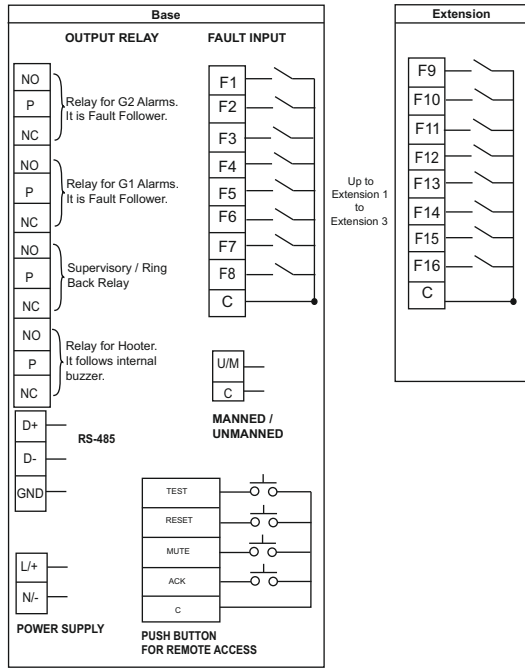 Base
OUTPUT RELAY
FAULT INPUT
NO
P
NC
Relay for G2 Alarms.
It is Fault Follower.
NO
P
NC
Relay for G1 Alarms.
It is Fault Follower.
NO
P
NC
Supervisory / Ring
Back Relay
NO
P
NC
Relay for Hooter.
It follows internal
buzzer.
D+
D-
GND
RS-485
L/+
N/-
POWER SUPPLY
F1
F2
F3
F4
F5
F6
F7
F8
C
U/M
C
MANNED /
UNMANNED
TEST
RESET
MUTE
ACK
C
PUSH BUTTON
FOR REMOTE ACCESS
Up to
Extension 1
to
Extension 3
Extension
F9
F10
F11
F12
F13
F14
F15
F16
C